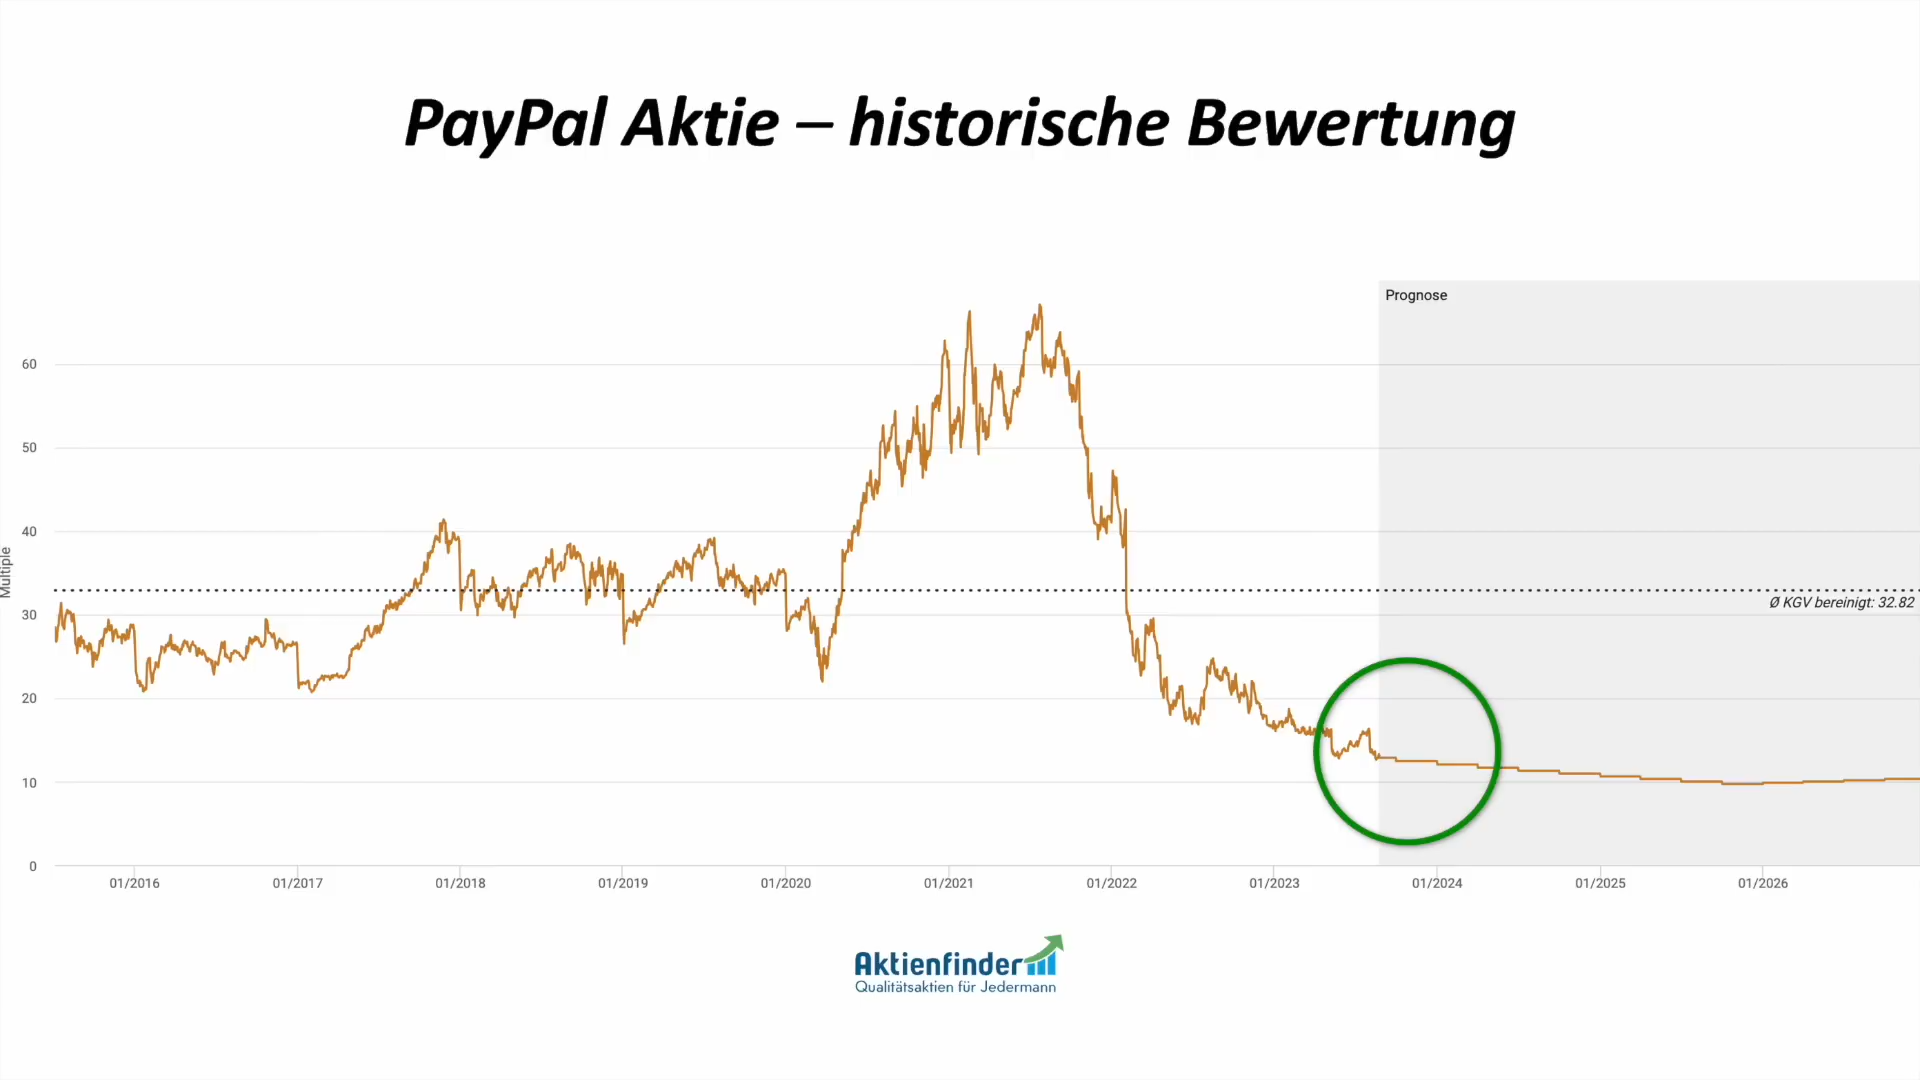 PayPal Aktie – historische Bewertung
Prognose
60
50
40
Multiple
Ø KGV bereinigt: 32.82
30
20
10
0
01/2016 01/2017 01/2018 01/2019 01/2020 01/2021 01/2022 01/2023 01/2024 01/2025 01/2026
Aktienfinder
Qualitätsaktien für Jedermann